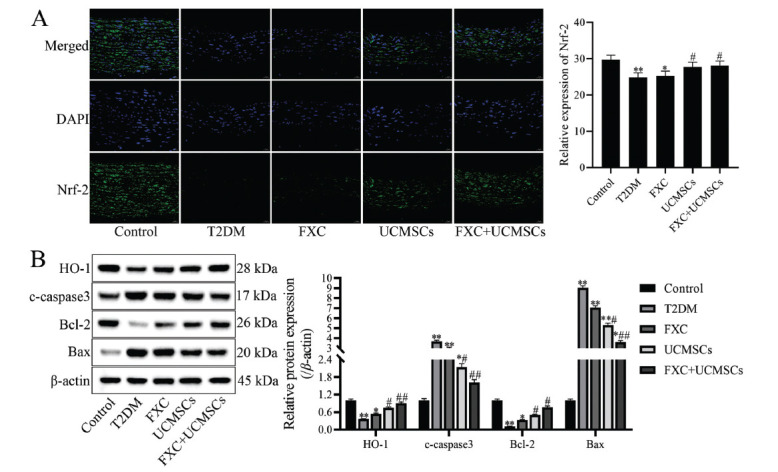 A
Merged
DAPI
Nrf-2
Control T2DM FXC UCMSCs FXC+UCMSCs
Relative expression of Nrf-2
40
30
20
10
0
** * # #
Control T2DM FXC UCMSCs FXC+UCMSCs
B
HO-1 28 kDa
c-caspase3 17 kDa
Bcl-2 26 kDa
Bax 20 kDa
β-actin 45 kDa
Control T2DM FXC UCMSCs FXC+UCMSCs
Relative protein expression
(/β-actin)
10
9
8
7
6
5
4
3
2.4
1.8
1.2
0.6
0.0
** * # ##
** ** *# ##
** * # #
** ** **# *##
HO-1 c-caspase3 Bcl-2 Bax
Control
T2DM
FXC
UCMSCs
FXC+UCMSCs